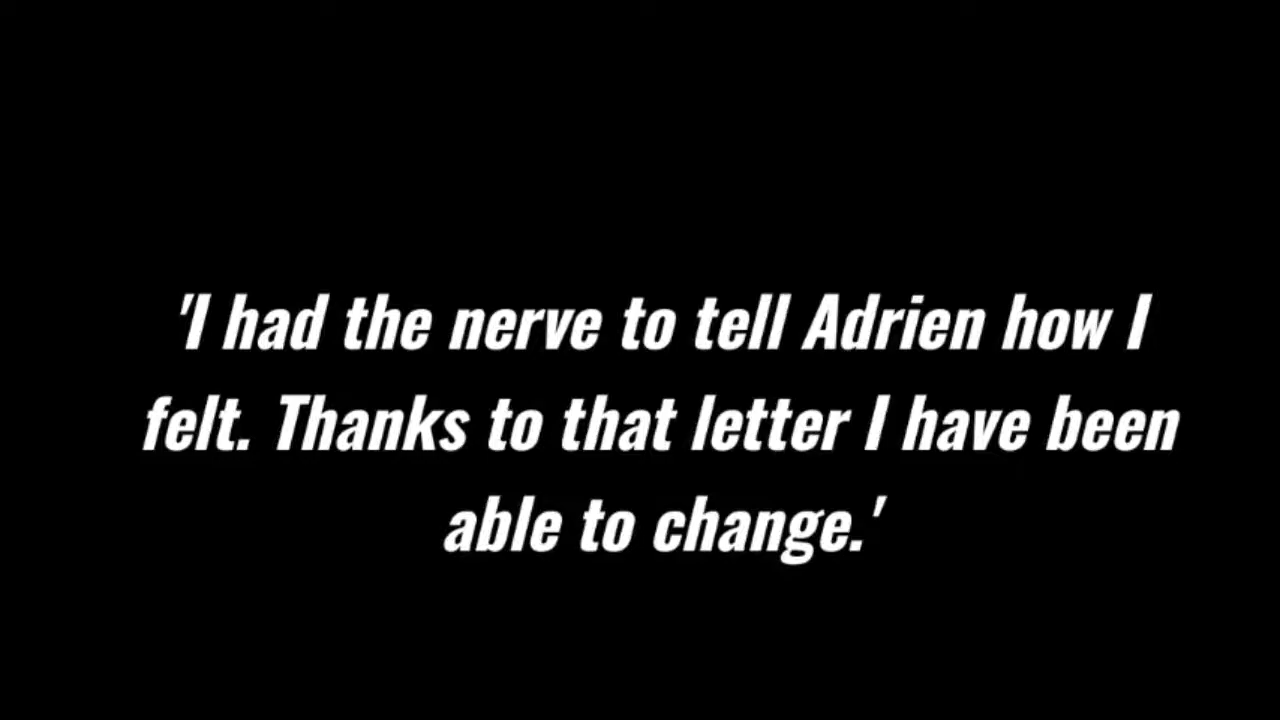 'I had the nerve to tell Adrien how I
felt. Thanks to that letter I have been
able to change.'